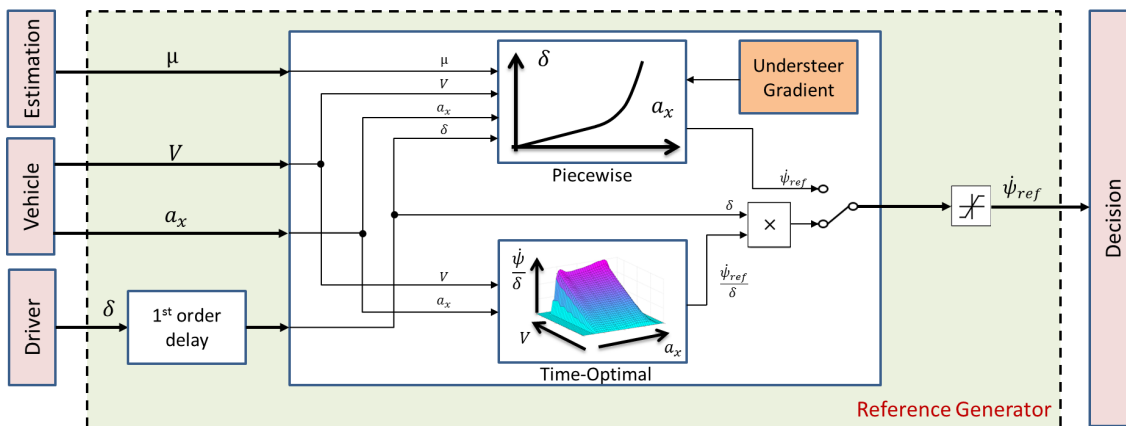 Estimation
μ
Vehicle
V
a_x
Driver
δ
1st order
delay
μ
V
a_x
δ
δ
a_x
Piecewise
Understeer
Gradient
ψ̇_ref
δ
×
V
a_x
ψ̇
δ
V
a_x
Time-Optimal
ψ̇_ref
δ
ψ̇_ref
Decision
Reference Generator